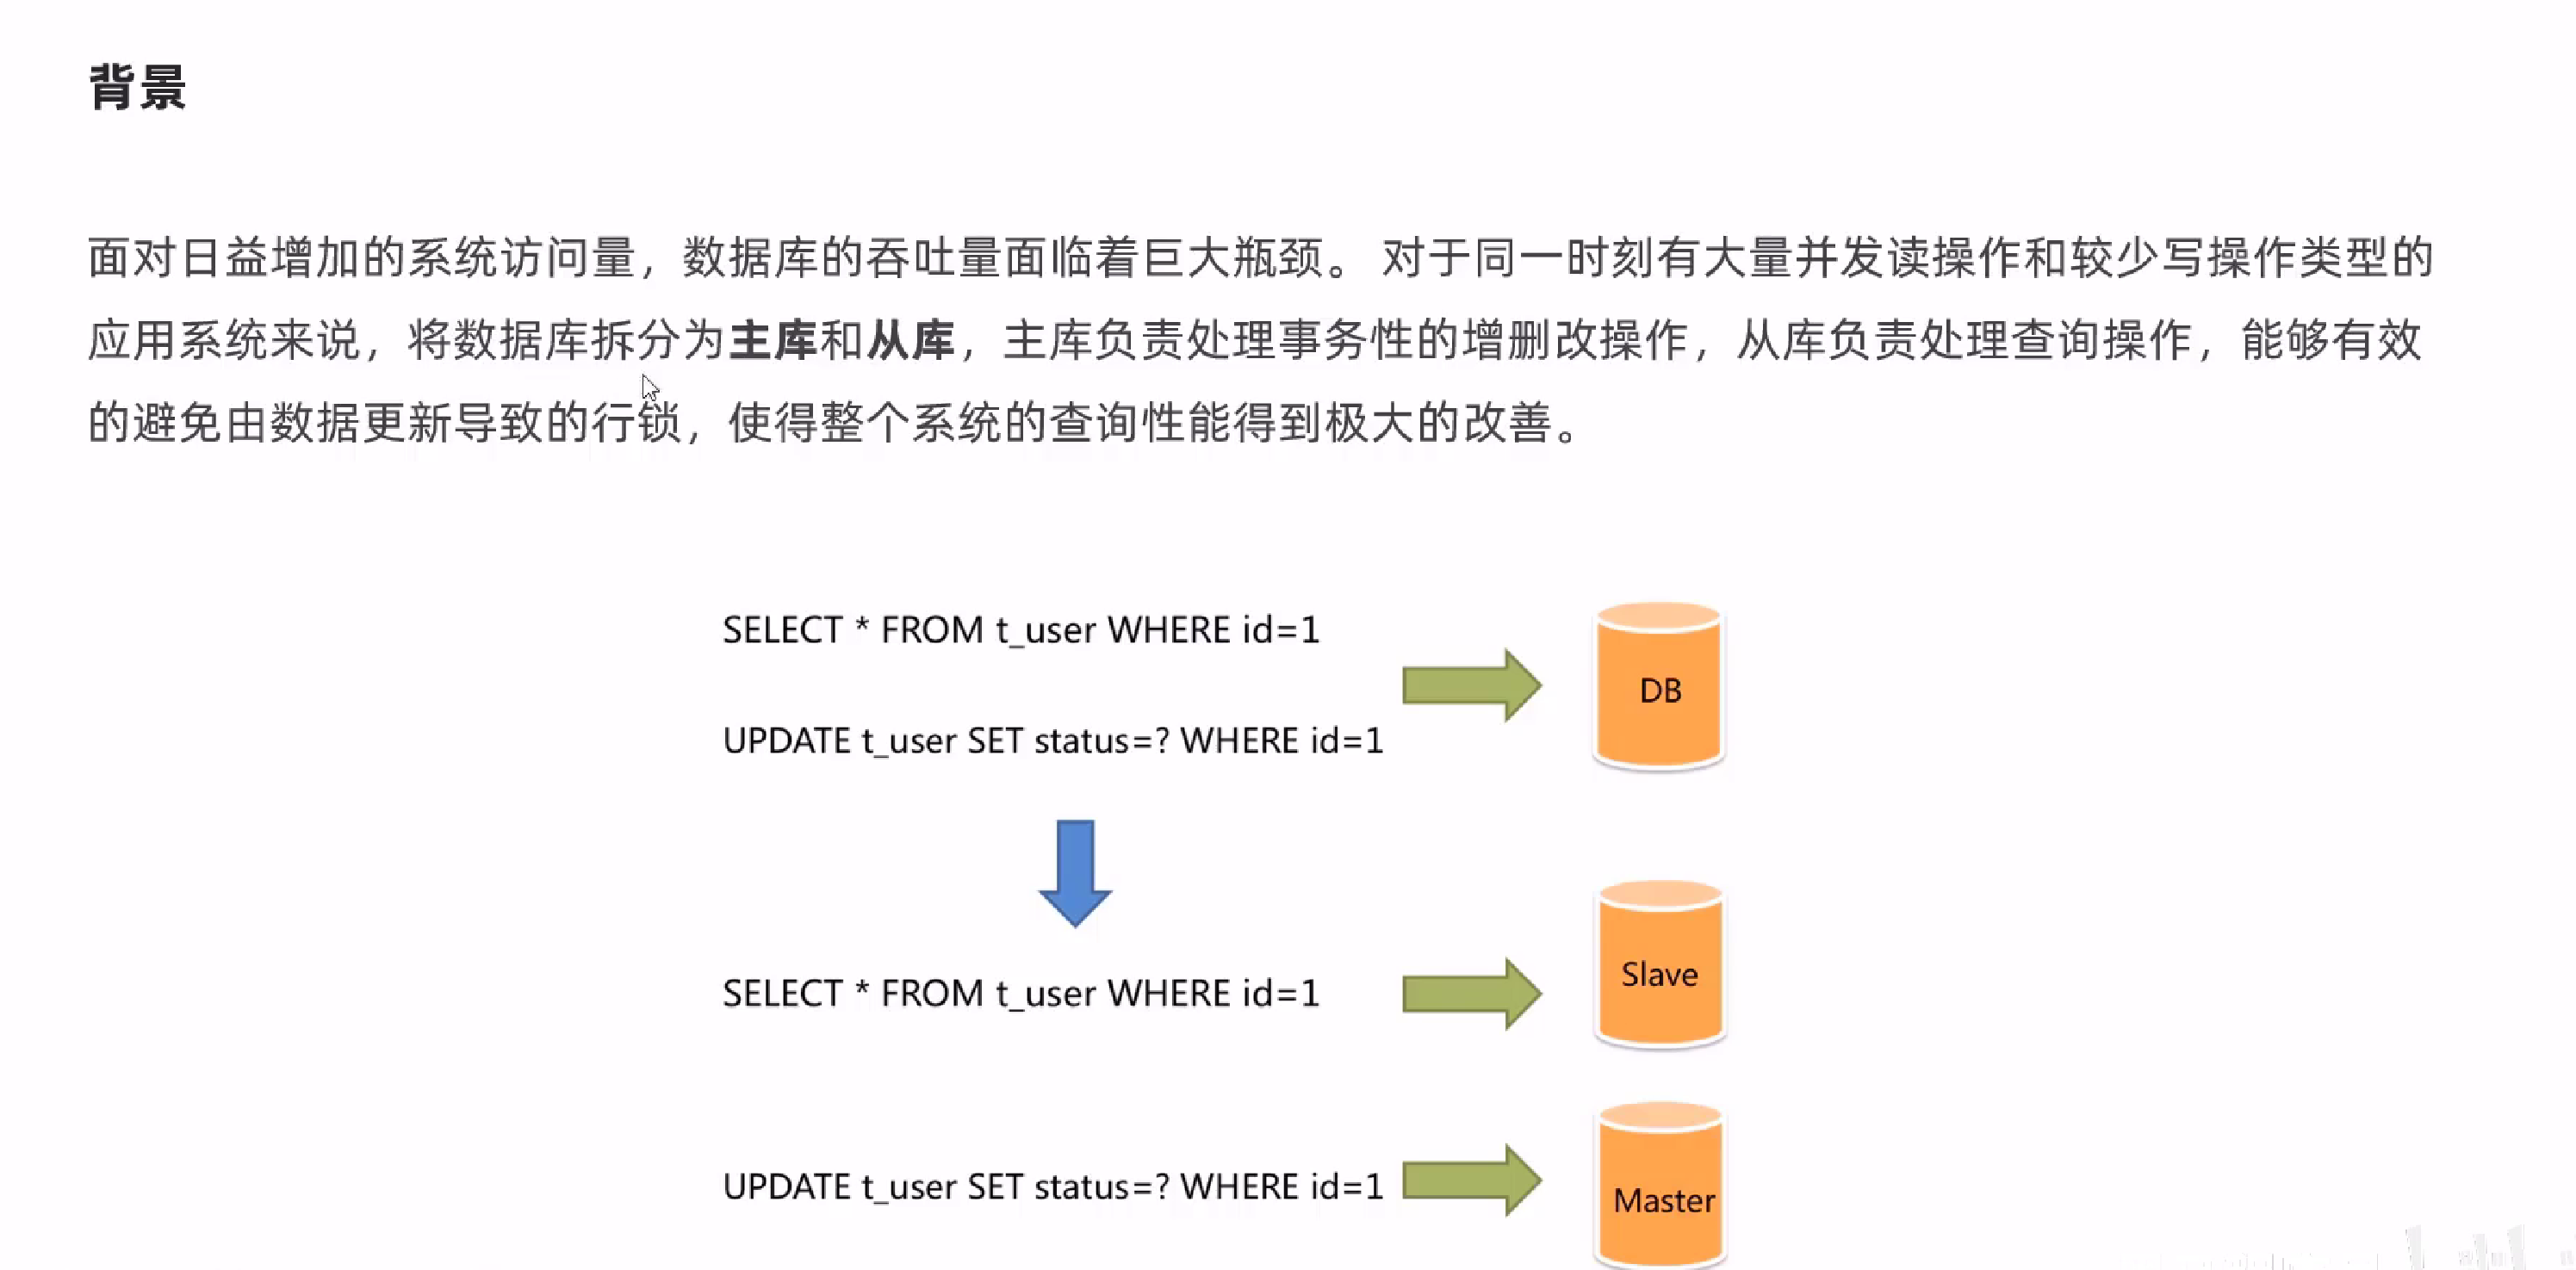 背景
面对日益增加的系统访问量，数据库的吞吐量面临着巨大瓶颈。 对于同一时刻有大量并发读操作和较少写操作类型的
应用系统来说，将数据库拆分为主库和从库，主库负责处理事务性的增删改操作，从库负责处理查询操作，能够有效
的避免由数据更新导致的行锁，使得整个系统的查询性能得到极大的改善。
SELECT * FROM t_user WHERE id=1
DB
UPDATE t_user SET status=? WHERE id=1
SELECT * FROM t_user WHERE id=1
Slave
UPDATE t_user SET status=? WHERE id=1
Master